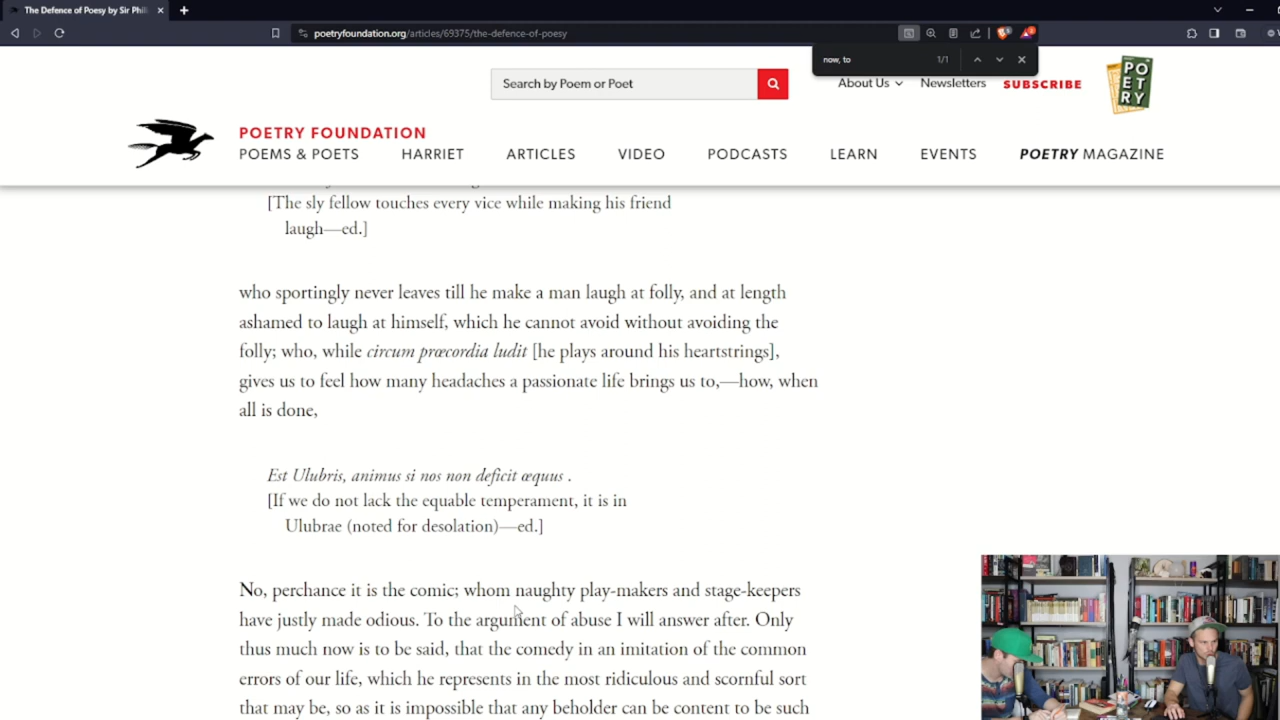 The Defence of Poesy by Sir Phil
poetryfoundation.org/articles/69375/the-defence-of-poesy
now, to
1/1
Search by Poem or Poet
About Us
Newsletters
SUBSCRIBE
PO
ET
RY
POETRY FOUNDATION
POEMS & POETS
HARRIET
ARTICLES
VIDEO
PODCASTS
LEARN
EVENTS
POETRY MAGAZINE
[The sly fellow touches every vice while making his friend
laugh—ed.]
who sportingly never leaves till he make a man laugh at folly, and at length
ashamed to laugh at himself, which he cannot avoid without avoiding the
folly; who, while circum præcordia ludit [he plays around his heartstrings],
gives us to feel how many headaches a passionate life brings us to,—how, when
all is done,
Est Ulubris, animus si nos non deficit æquus .
[If we do not lack the equable temperament, it is in
Ulubrae (noted for desolation)—ed.]
No, perchance it is the comic; whom naughty play-makers and stage-keepers
have justly made odious. To the argument of abuse I will answer after. Only
thus much now is to be said, that the comedy in an imitation of the common
errors of our life, which he represents in the most ridiculous and scornful sort
that may be, so as it is impossible that any beholder can be content to be such